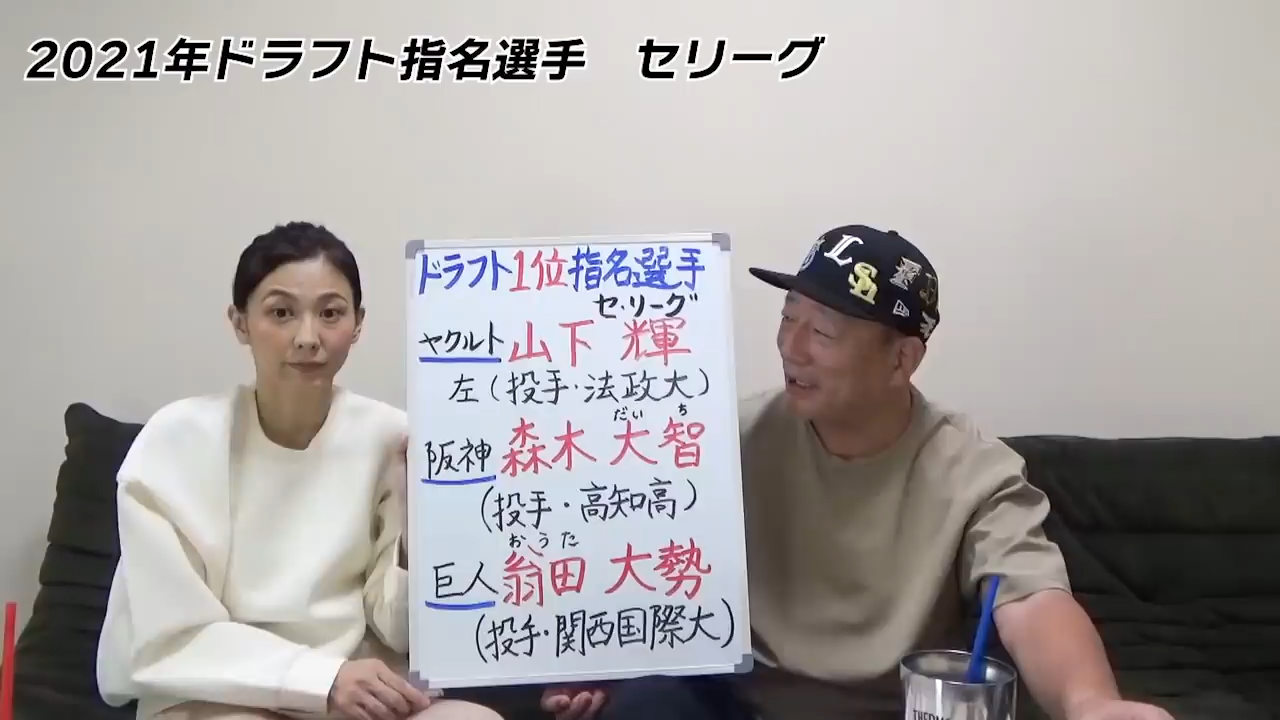 2021年ドラフト指名選手　セリーグ
ドラフト1位指名選手
セ・リーグ
ヤクルト 山下 輝
左(投手・法政大)
だい ち
阪神 森木 大智
(投手・高知高)
おうた
巨人 翁田 大勢
(投手・関西国際大)
L
SH
THERMO